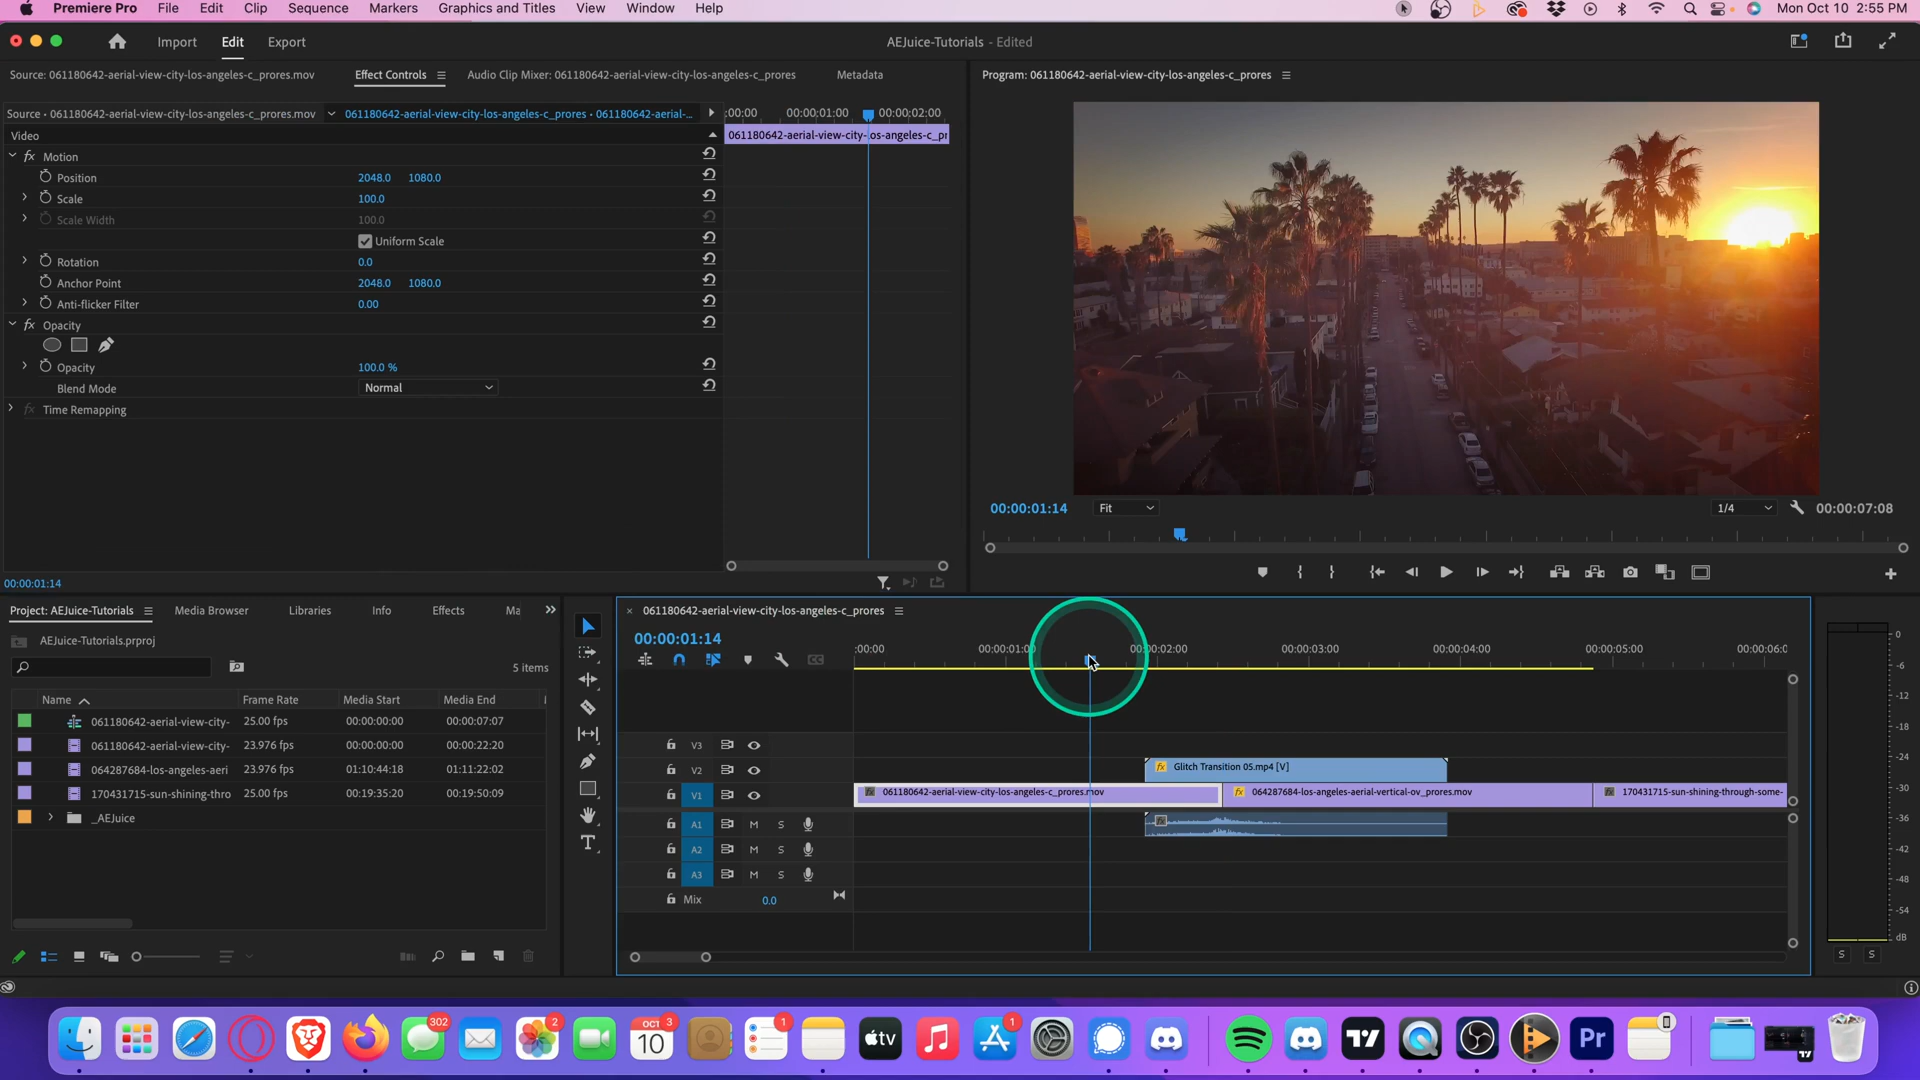 Premiere Pro File Edit Clip Sequence Markers Graphics and Titles View Window Help Mon Oct 10 2:55 PM
Import Edit Export AEJuice-Tutorials - Edited
Source: 061180642-aerial-view-city-los-angeles-c_prores.mov Effect Controls Audio Clip Mixer: 061180642-aerial-view-city-los-angeles-c_prores Metadata Program: 061180642-aerial-view-city-los-angeles-c_prores
Source • 061180642-aerial-view-city-los-angeles-c_prores.mov 061180642-aerial-view-city-los-angeles-c_prores • 061180642-aerial-... :00:00 00:00:01:00 00:00:02:00
Video 061180642-aerial-view-city-los-angeles-c_pr
fx Motion
Position 2048.0 1080.0
Scale 100.0
Scale Width 100.0
Uniform Scale
Rotation 0.0
Anchor Point 2048.0 1080.0
Anti-flicker Filter 0.00
fx Opacity
Opacity 100.0 %
Blend Mode Normal
fx Time Remapping
00:00:01:14 Fit 1/4 00:00:07:08
00:00:01:14
Project: AEJuice-Tutorials Media Browser Libraries Info Effects Ma
AEJuice-Tutorials.prproj
5 items
Name Frame Rate Media Start Media End
061180642-aerial-view-city- 25.00 fps 00:00:00:00 00:00:07:07
061180642-aerial-view-city- 23.976 fps 00:00:00:00 00:00:22:20
064287684-los-angeles-aeri 23.976 fps 01:10:44:18 01:11:22:02
170431715-sun-shining-thro 25.00 fps 00:19:35:20 00:19:50:09
_AEJuice
061180642-aerial-view-city-los-angeles-c_prores
00:00:01:14
:00:00 00:00:01:00 00:00:02:00 00:00:03:00 00:00:04:00 00:00:05:00 00:00:06:0
V3
V2 fx Glitch Transition 05.mp4 [V]
V1 fx 061180642-aerial-view-city-los-angeles-c_prores.mov fx 064287684-los-angeles-aerial-vertical-ov_prores.mov fx 170431715-sun-shining-through-some-
A1 M S fx
A2 M S
A3 M S
Mix 0.0
0
-6
-12
-18
-24
-30
-36
-42
-48
-54
dB
S S
302 2 OCT 10 3 1 tv 1 Pr